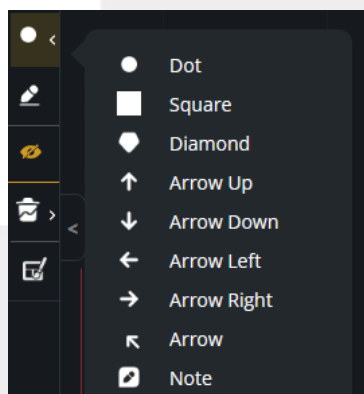 Dot
Square
Diamond
Arrow Up
Arrow Down
Arrow Left
Arrow Right
Arrow
Note